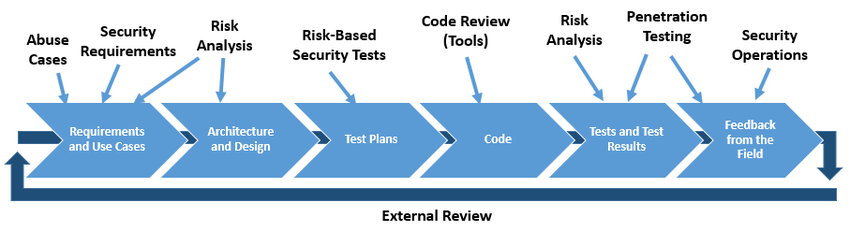 Abuse
Cases
Security
Requirements
Risk
Analysis
Risk-Based
Security Tests
Code Review
(Tools)
Risk
Analysis
Penetration
Testing
Security
Operations
Requirements
and Use Cases
Architecture
and Design
Test Plans
Code
Tests and Test
Results
Feedback
from the
Field
External Review